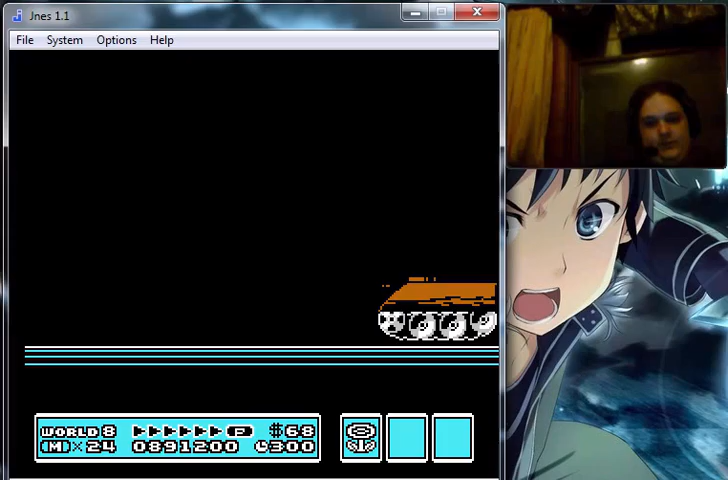 Jnes 1.1
File System Options Help
WORLD 8 P $68
[M]×24 0891200 300